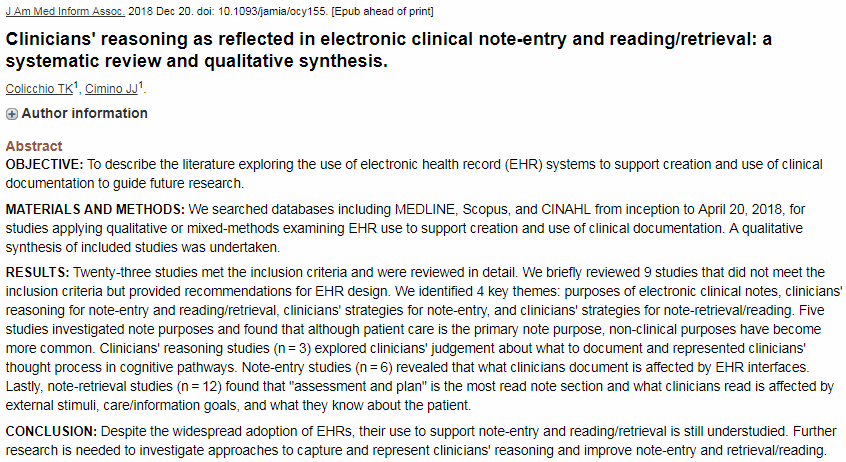 J Am Med Inform Assoc. 2018 Dec 20. doi: 10.1093/jamia/ocy155. [Epub ahead of print]
Clinicians' reasoning as reflected in electronic clinical note-entry and reading/retrieval: a
systematic review and qualitative synthesis.
Colicchio TK1, Cimino JJ1.
Author information
Abstract
OBJECTIVE: To describe the literature exploring the use of electronic health record (EHR) systems to support creation and use of clinical
documentation to guide future research.
MATERIALS AND METHODS: We searched databases including MEDLINE, Scopus, and CINAHL from inception to April 20, 2018, for
studies applying qualitative or mixed-methods examining EHR use to support creation and use of clinical documentation. A qualitative
synthesis of included studies was undertaken.
RESULTS: Twenty-three studies met the inclusion criteria and were reviewed in detail. We briefly reviewed 9 studies that did not meet the
inclusion criteria but provided recommendations for EHR design. We identified 4 key themes: purposes of electronic clinical notes, clinicians'
reasoning for note-entry and reading/retrieval, clinicians' strategies for note-entry, and clinicians' strategies for note-retrieval/reading. Five
studies investigated note purposes and found that although patient care is the primary note purpose, non-clinical purposes have become
more common. Clinicians' reasoning studies (n = 3) explored clinicians' judgement about what to document and represented clinicians'
thought process in cognitive pathways. Note-entry studies (n = 6) revealed that what clinicians document is affected by EHR interfaces.
Lastly, note-retrieval studies (n = 12) found that "assessment and plan" is the most read note section and what clinicians read is affected by
external stimuli, care/information goals, and what they know about the patient.
CONCLUSION: Despite the widespread adoption of EHRs, their use to support note-entry and reading/retrieval is still understudied. Further
research is needed to investigate approaches to capture and represent clinicians' reasoning and improve note-entry and retrieval/reading.